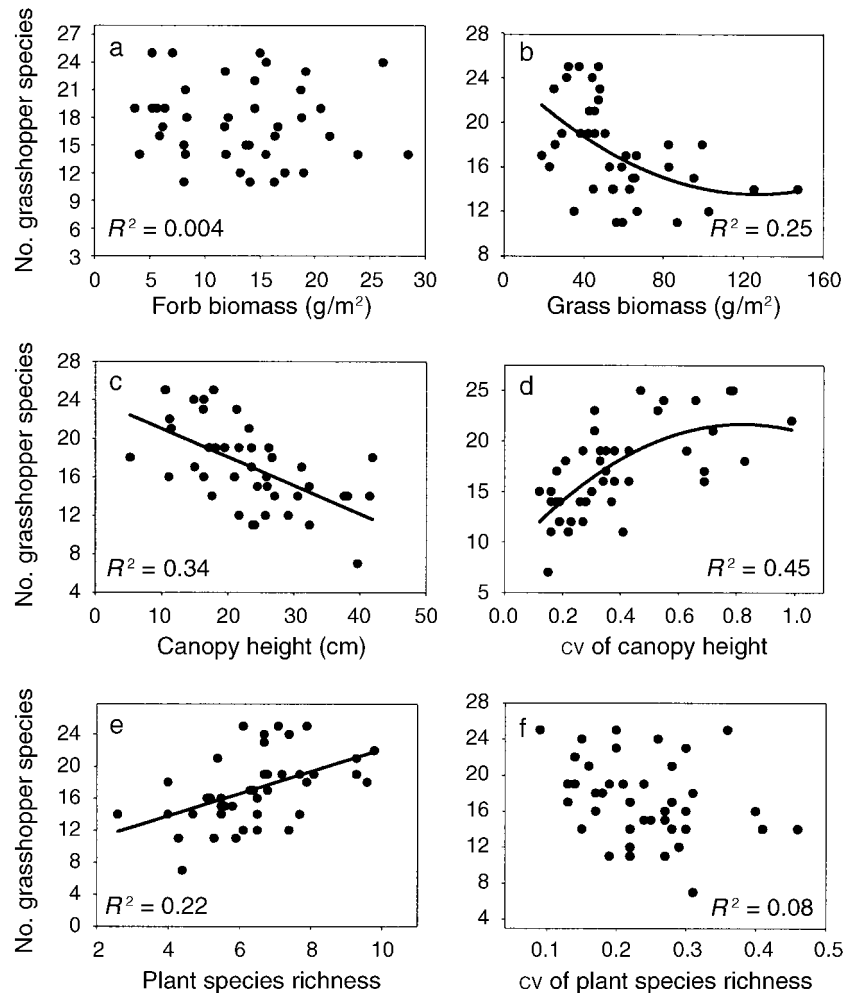 a
No. grasshopper species
27
24
21
18
15
12
9
6
3
R² = 0.004
0 5 10 15 20 25 30
Forb biomass (g/m²)
b
28
24
20
16
12
8
R² = 0.25
0 40 80 120 160
Grass biomass (g/m²)
c
No. grasshopper species
28
24
20
16
12
8
4
R² = 0.34
0 10 20 30 40 50
Canopy height (cm)
d
25
20
15
10
5
R² = 0.45
0.0 0.2 0.4 0.6 0.8 1.0
CV of canopy height
e
No. grasshopper species
24
20
16
12
8
4
0
R² = 0.22
2 4 6 8 10
Plant species richness
f
28
24
20
16
12
8
4
R² = 0.08
0.1 0.2 0.3 0.4 0.5
CV of plant species richness